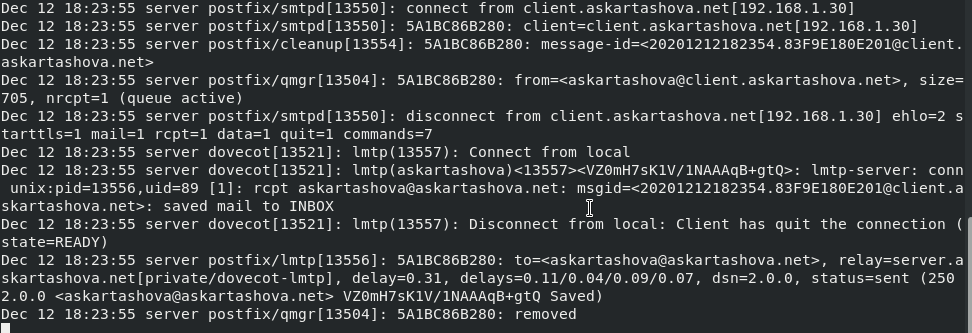 Dec 12 18:23:55 server postfix/smtpd[13550]: connect from client.askartashova.net[192.168.1.30]
Dec 12 18:23:55 server postfix/smtpd[13550]: 5A1BC86B280: client=client.askartashova.net[192.168.1.30]
Dec 12 18:23:55 server postfix/cleanup[13554]: 5A1BC86B280: message-id=<20201212182354.83F9E180E201@client.
askartashova.net>
Dec 12 18:23:55 server postfix/qmgr[13504]: 5A1BC86B280: from=<askartashova@client.askartashova.net>, size=
705, nrcpt=1 (queue active)
Dec 12 18:23:55 server postfix/smtpd[13550]: disconnect from client.askartashova.net[192.168.1.30] ehlo=2 s
tarttls=1 mail=1 rcpt=1 data=1 quit=1 commands=7
Dec 12 18:23:55 server dovecot[13521]: lmtp(13557): Connect from local
Dec 12 18:23:55 server dovecot[13521]: lmtp(askartashova)<13557><VZ0mH7sK1V/1NAAAqB+gtQ>: lmtp-server: conn
 unix:pid=13556,uid=89 [1]: rcpt askartashova@askartashova.net: msgid=<20201212182354.83F9E180E201@client.a
skartashova.net>: saved mail to INBOX
Dec 12 18:23:55 server dovecot[13521]: lmtp(13557): Disconnect from local: Client has quit the connection (
state=READY)
Dec 12 18:23:55 server postfix/lmtp[13556]: 5A1BC86B280: to=<askartashova@askartashova.net>, relay=server.a
skartashova.net[private/dovecot-lmtp], delay=0.31, delays=0.11/0.04/0.09/0.07, dsn=2.0.0, status=sent (250 
2.0.0 <askartashova@askartashova.net> VZ0mH7sK1V/1NAAAqB+gtQ Saved)
Dec 12 18:23:55 server postfix/qmgr[13504]: 5A1BC86B280: removed